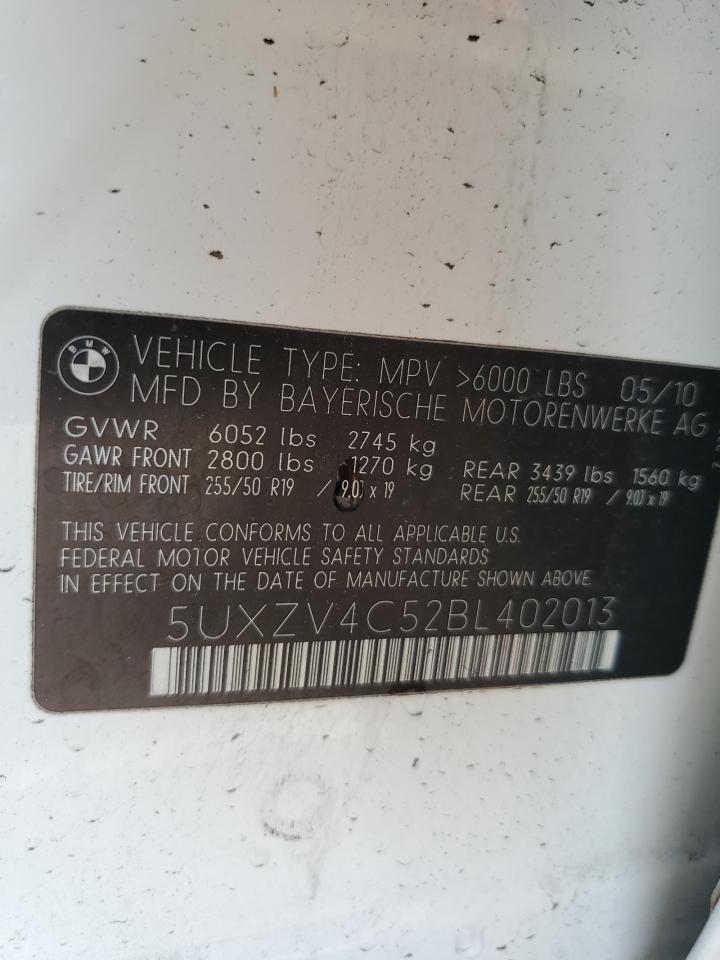 BMW
VEHICLE TYPE: MPV >6000 LBS 05/10
MFD BY BAYERISCHE MOTORENWERKE AG
GVWR 6052 lbs 2745 kg
GAWR FRONT 2800 lbs 1270 kg REAR 3439 lbs 1560 kg
TIRE/RIM FRONT 255/50 R19 / 9.0J x 19 REAR 255/50 R19 / 9.0J x 19
THIS VEHICLE CONFORMS TO ALL APPLICABLE U.S.
FEDERAL MOTOR VEHICLE SAFETY STANDARDS
IN EFFECT ON THE DATE OF MANUFACTURE SHOWN ABOVE.
5UXZV4C52BL402013